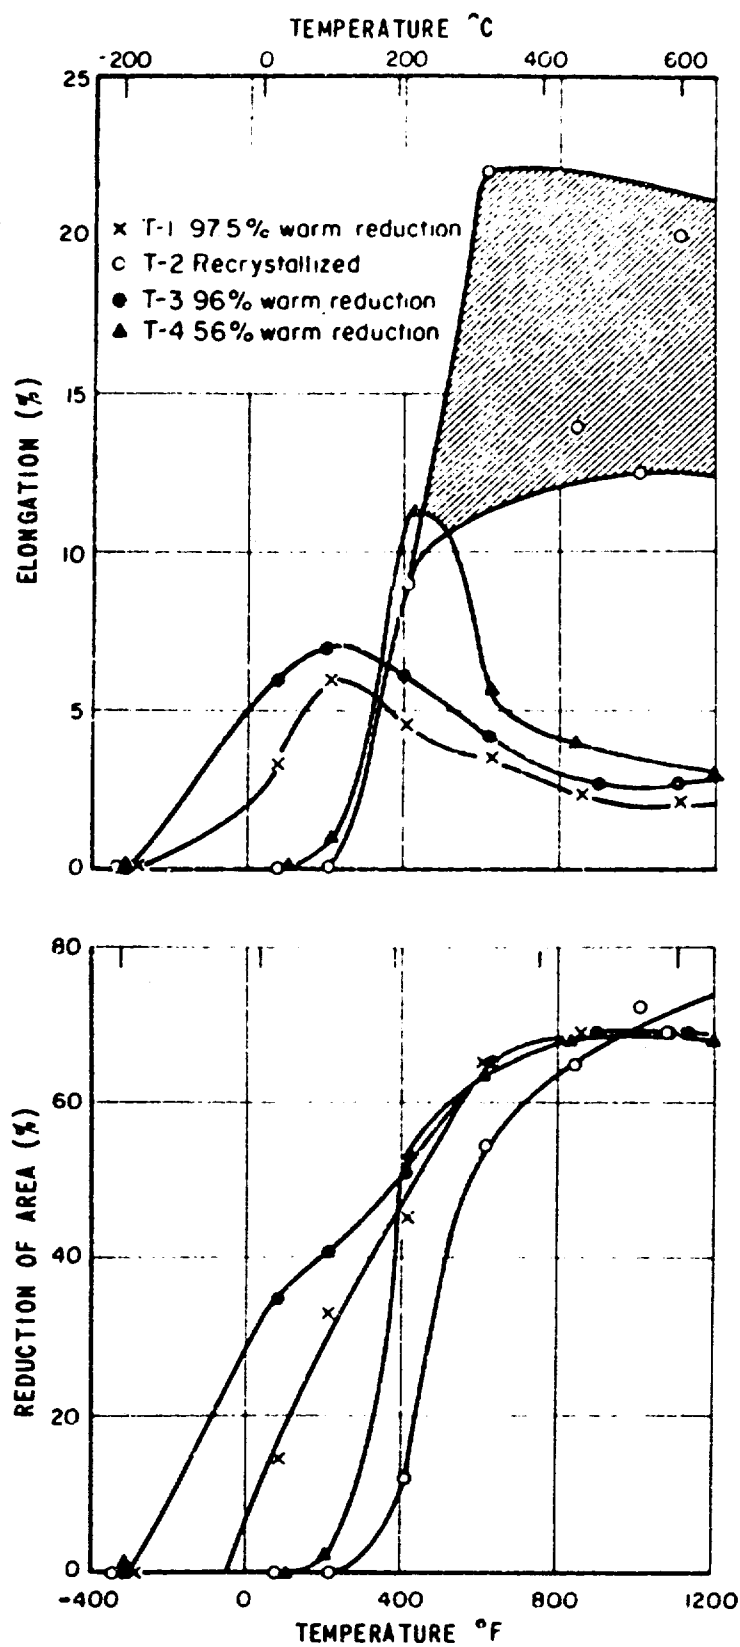 TEMPERATURE °C
-200 0 200 400 600
25
20
15
10
5
0
ELONGATION (%)
x T-1 97.5% warm reduction
○ T-2 Recrystallized
● T-3 96% warm reduction
▲ T-4 56% warm reduction
80
60
40
20
0
REDUCTION OF AREA (%)
-400 0 400 800 1200
TEMPERATURE °F